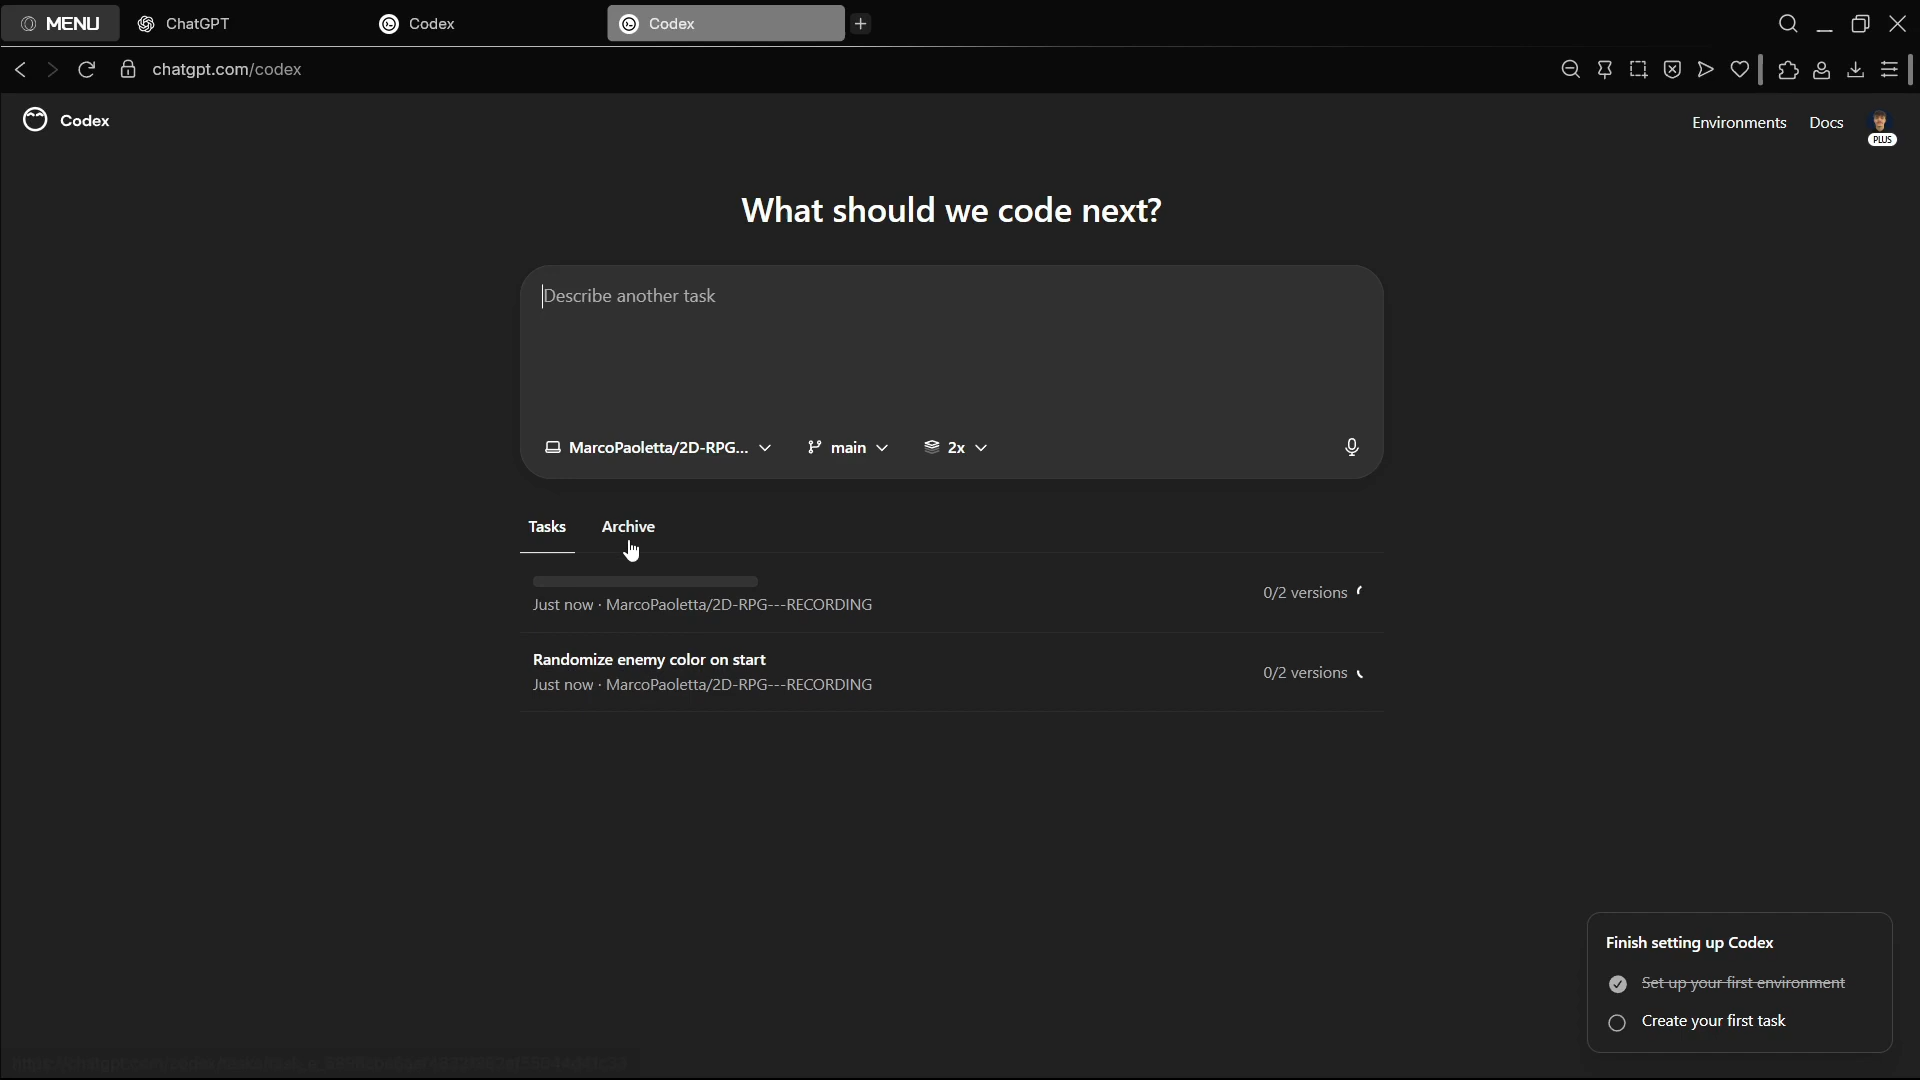 MENU
ChatGPT
Codex
Codex
chatgpt.com/codex
Codex
Environments
Docs
PLUS
What should we code next?
Describe another task
MarcoPaoletta/2D-RPG...
main
2x
Tasks
Archive
Just now · MarcoPaoletta/2D-RPG---RECORDING
0/2 versions
Randomize enemy color on start
Just now · MarcoPaoletta/2D-RPG---RECORDING
0/2 versions
Finish setting up Codex
Set up your first environment
Create your first task